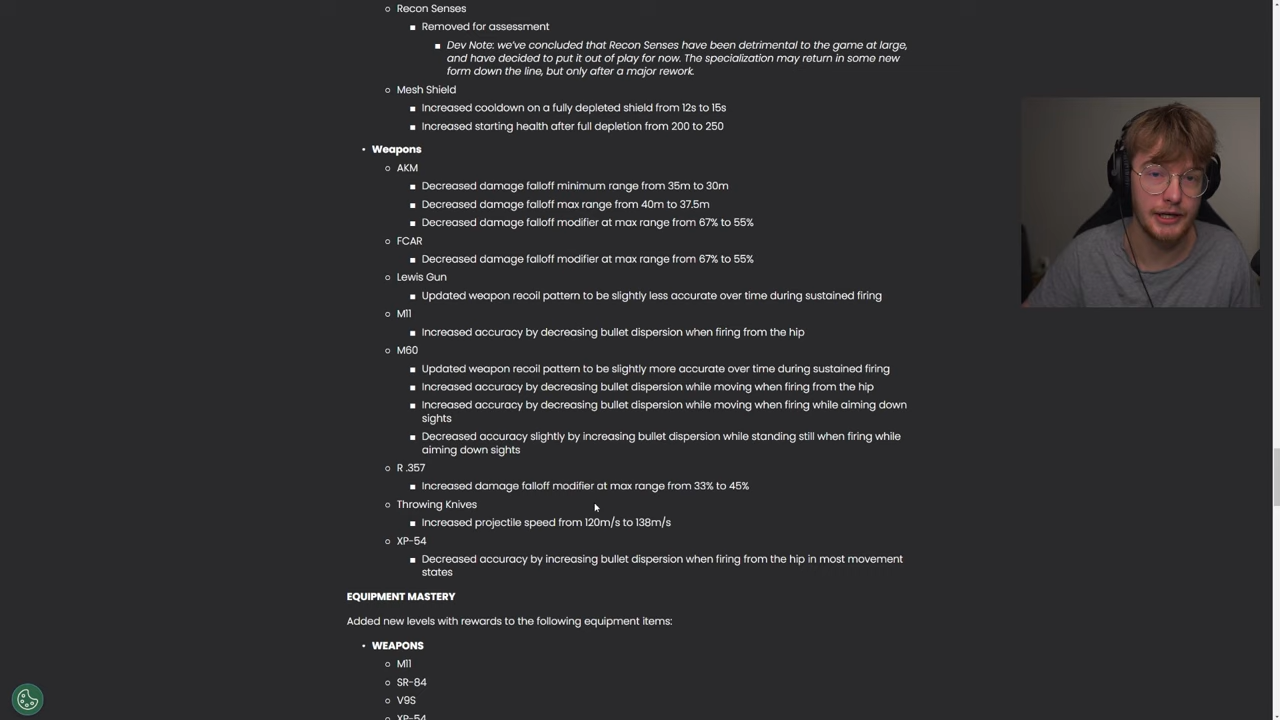 Recon Senses
Removed for assessment
Dev Note: we've concluded that Recon Senses have been detrimental to the game at large,
and have decided to put it out of play for now. The specialization may return in some new
form down the line, but only after a major rework.
Mesh Shield
Increased cooldown on a fully depleted shield from 12s to 15s
Increased starting health after full depletion from 200 to 250
Weapons
AKM
Decreased damage falloff minimum range from 35m to 30m
Decreased damage falloff max range from 40m to 37.5m
Decreased damage falloff modifier at max range from 67% to 55%
FCAR
Decreased damage falloff modifier at max range from 67% to 55%
Lewis Gun
Updated weapon recoil pattern to be slightly less accurate over time during sustained firing
M11
Increased accuracy by decreasing bullet dispersion when firing from the hip
M60
Updated weapon recoil pattern to be slightly more accurate over time during sustained firing
Increased accuracy by decreasing bullet dispersion while moving when firing from the hip
Increased accuracy by decreasing bullet dispersion while moving when firing while aiming down
sights
Decreased accuracy slightly by increasing bullet dispersion while standing still when firing while
aiming down sights
R .357
Increased damage falloff modifier at max range from 33% to 45%
Throwing Knives
Increased projectile speed from 120m/s to 138m/s
XP-54
Decreased accuracy by increasing bullet dispersion when firing from the hip in most movement
states
EQUIPMENT MASTERY
Added new levels with rewards to the following equipment items:
WEAPONS
M11
SR-84
V9S
XP-54